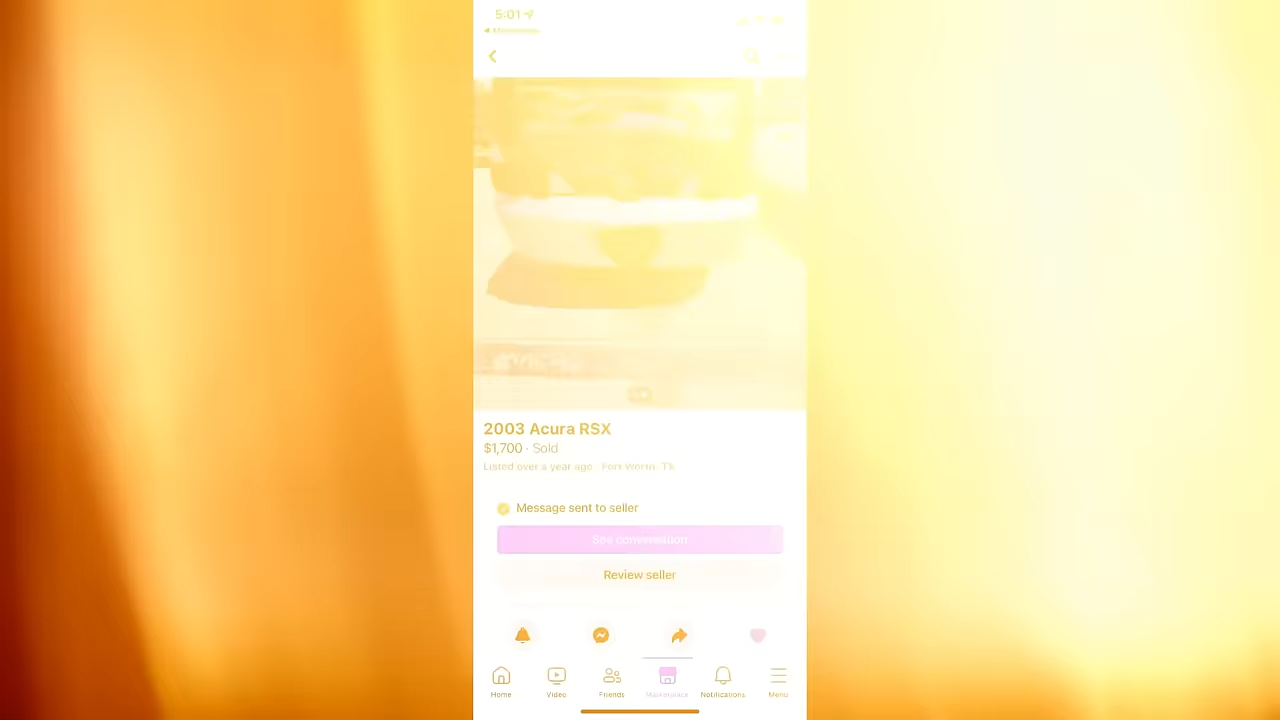 5:01
2003 Acura RSX
$1,700 · Sold
Listed over a year ago · Fort Worth, TX
Message sent to seller
See conversation
Review seller
Home
Video
Friends
Marketplace
Notifications
Menu